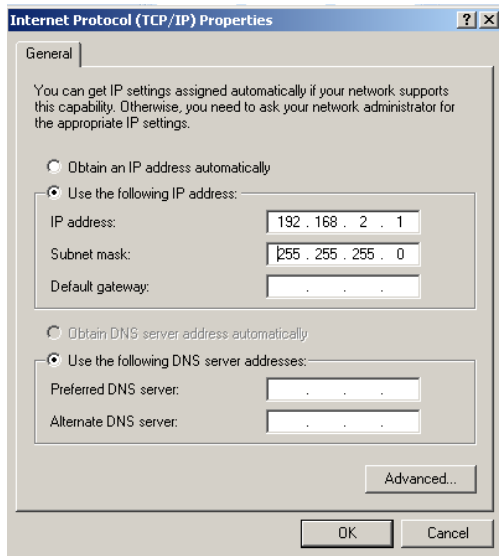 Internet Protocol (TCP/IP) Properties
General
You can get IP settings assigned automatically if your network supports
this capability. Otherwise, you need to ask your network administrator for
the appropriate IP settings.
Obtain an IP address automatically
Use the following IP address:
IP address: 192 . 168 . 2 . 1
Subnet mask: 255 . 255 . 255 . 0
Default gateway: . . .
Obtain DNS server address automatically
Use the following DNS server addresses:
Preferred DNS server: . . .
Alternate DNS server: . . .
Advanced...
OK Cancel